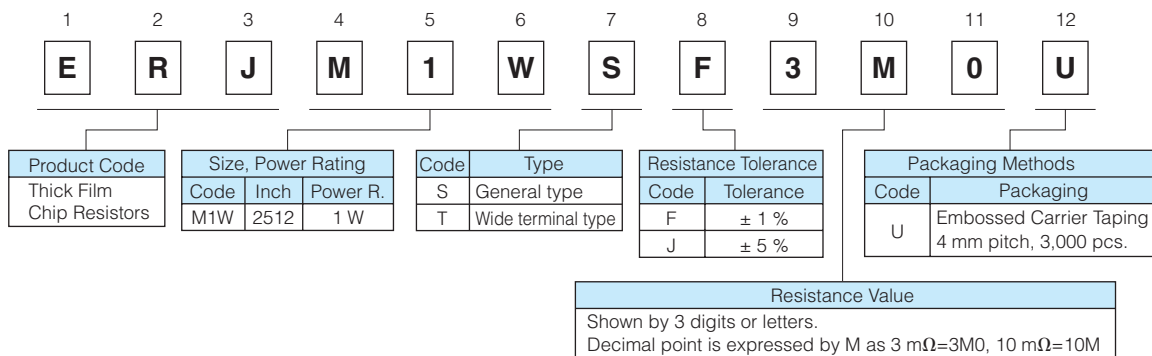 1 2 3 4 5 6 7 8 9 10 11 12
E R J M 1 W S F 3 M 0 U
Product Code
Thick Film
Chip Resistors
Size, Power Rating
Code Inch Power R.
M1W 2512 1 W
Code Type
S General type
T Wide terminal type
Resistance Tolerance
Code Tolerance
F ± 1 %
J ± 5 %
Packaging Methods
Code Packaging
U Embossed Carrier Taping
4 mm pitch, 3,000 pcs.
Resistance Value
Shown by 3 digits or letters.
Decimal point is expressed by M as 3 mΩ=3M0, 10 mΩ=10M